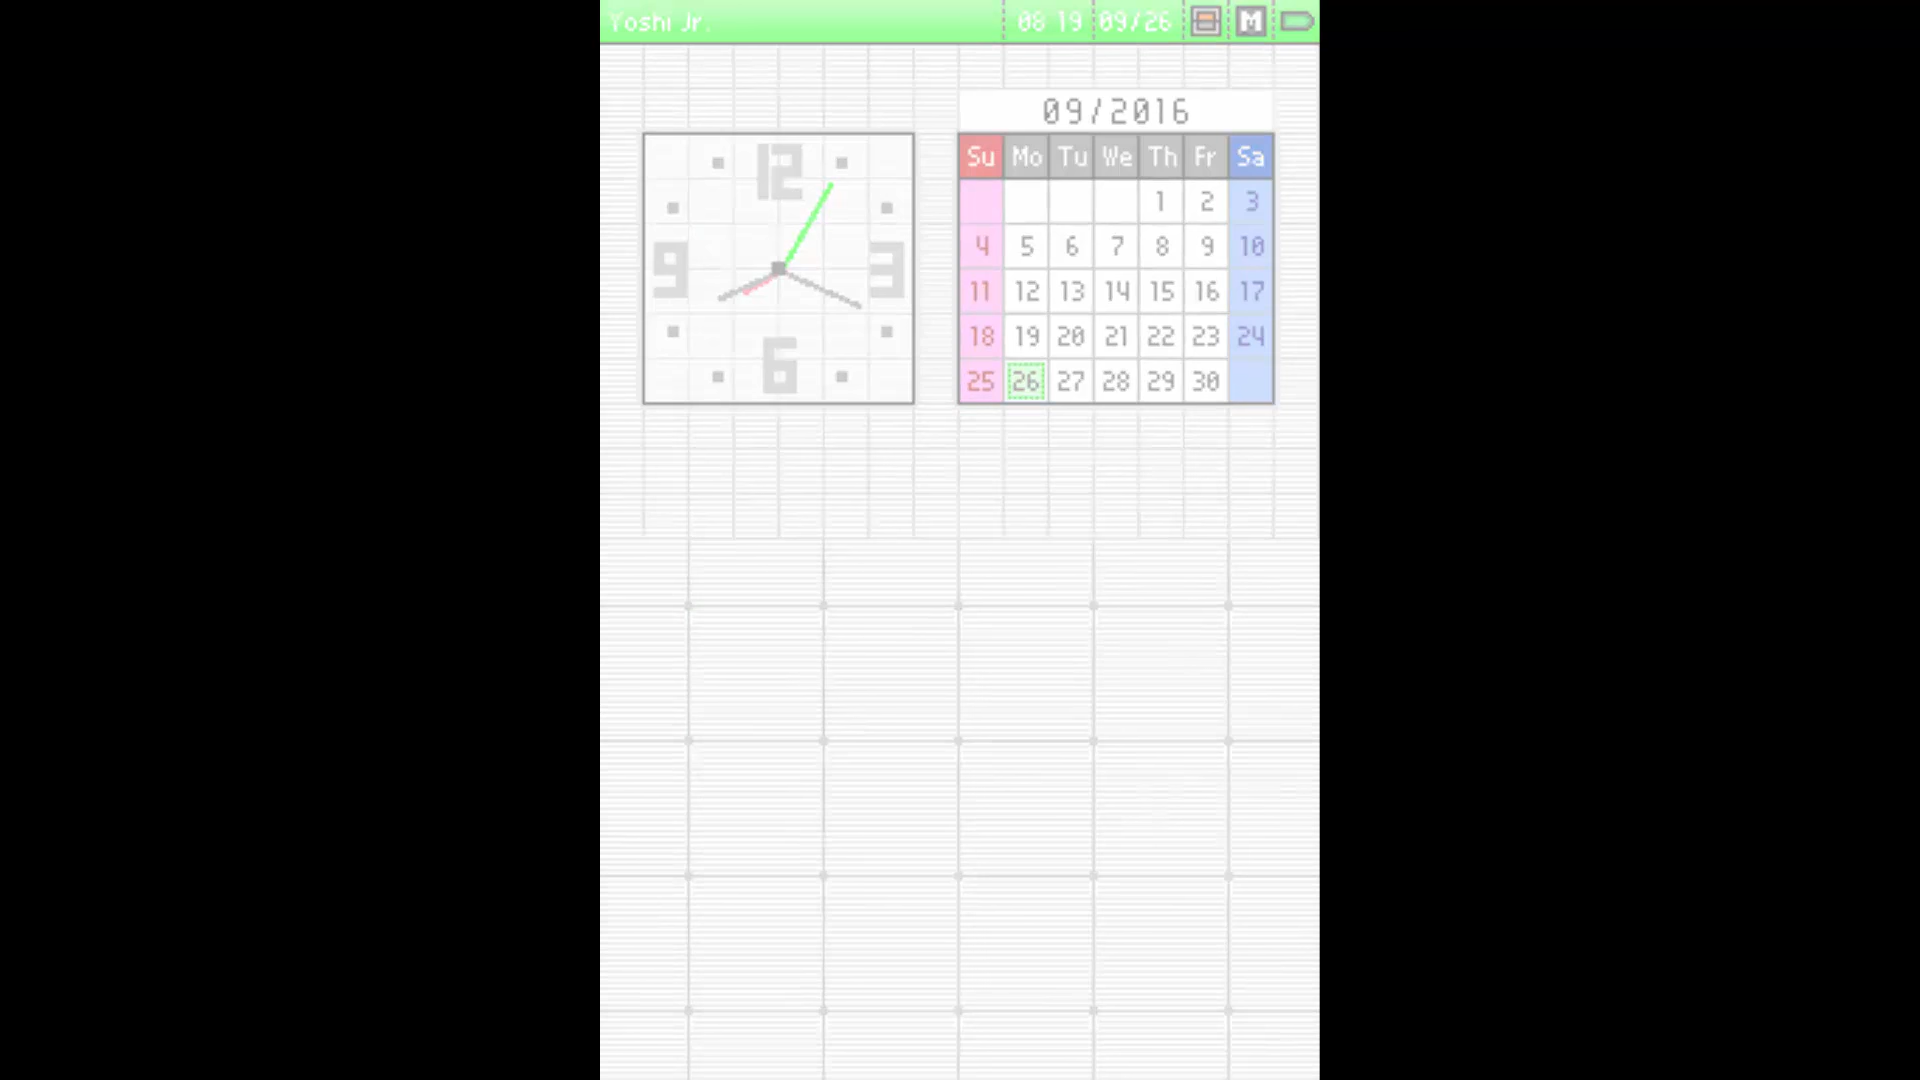 Yoshi Jr. 08 19 09/26 M
09/2016
Su Mo Tu We Th Fr Sa
1 2 3
4 5 6 7 8 9 10
11 12 13 14 15 16 17
18 19 20 21 22 23 24
25 26 27 28 29 30
12
9 3
6